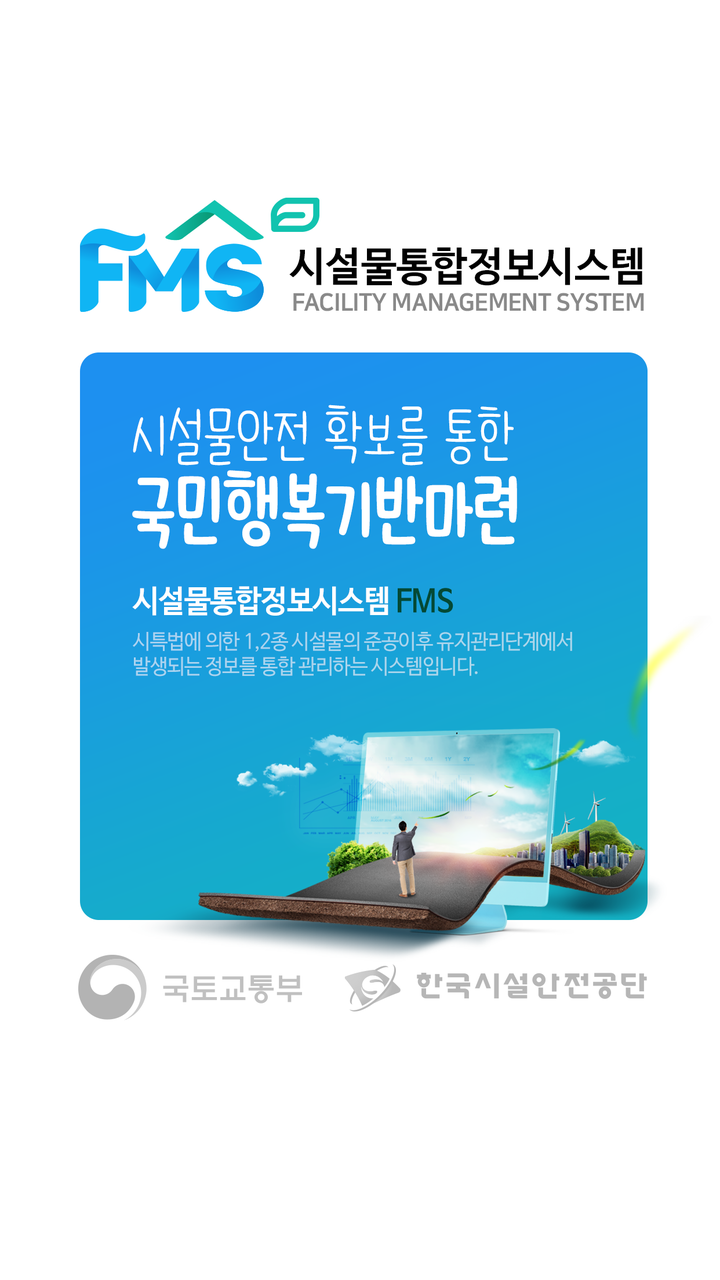 FMS
시설물통합정보시스템
FACILITY MANAGEMENT SYSTEM
시설물안전 확보를 통한
국민행복기반마련
시설물통합정보시스템 FMS
시특법에 의한 1,2종 시설물의 준공이후 유지관리단계에서
발생되는 정보를 통합 관리하는 시스템입니다.
국토교통부
한국시설안전공단